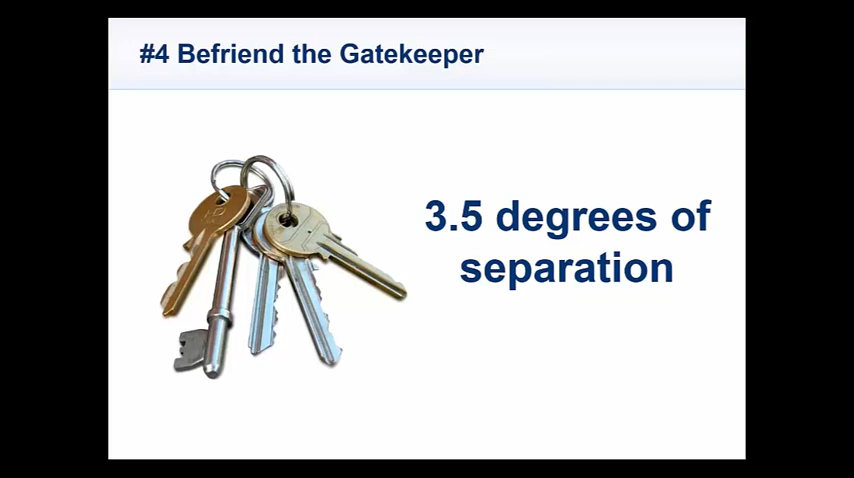 #4 Befriend the Gatekeeper
3.5 degrees of
separation